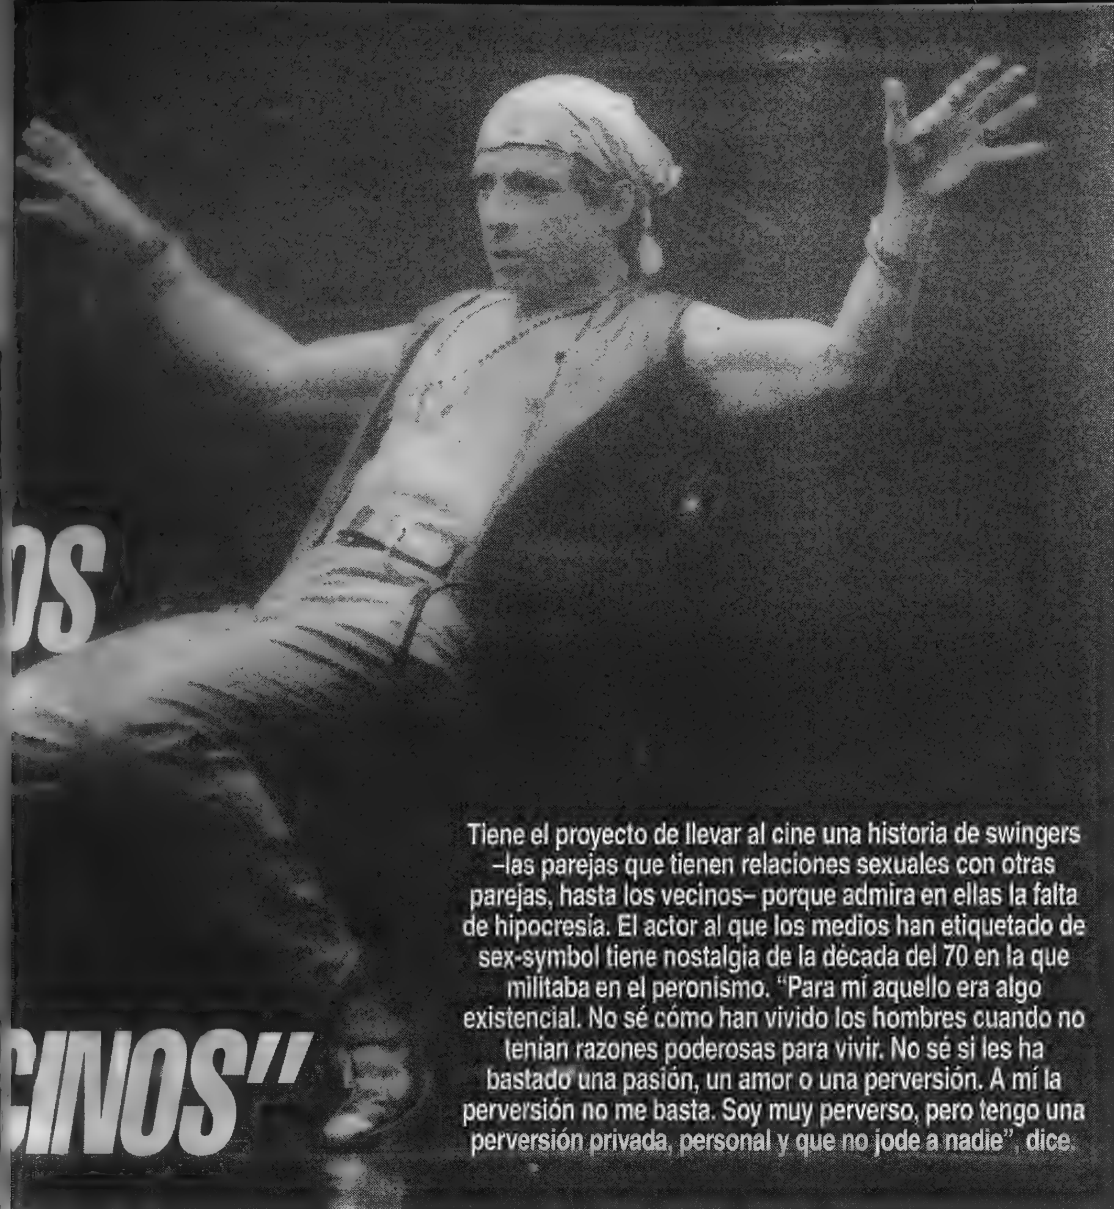 OS
CINOS”
Tiene el proyecto de llevar al cine una historia de swingers
–las parejas que tienen relaciones sexuales con otras
parejas, hasta los vecinos– porque admira en ellas la falta
de hipocresía. El actor al que los medios han etiquetado de
sex-symbol tiene nostalgia de la década del 70 en la que
militaba en el peronismo. “Para mí aquello era algo
existencial. No sé cómo han vivido los hombres cuando no
tenían razones poderosas para vivir. No sé si les ha
bastado una pasión, un amor o una perversión. A mí la
perversión no me basta. Soy muy perverso, pero tengo una
perversión privada, personal y que no jode a nadie”, dice.